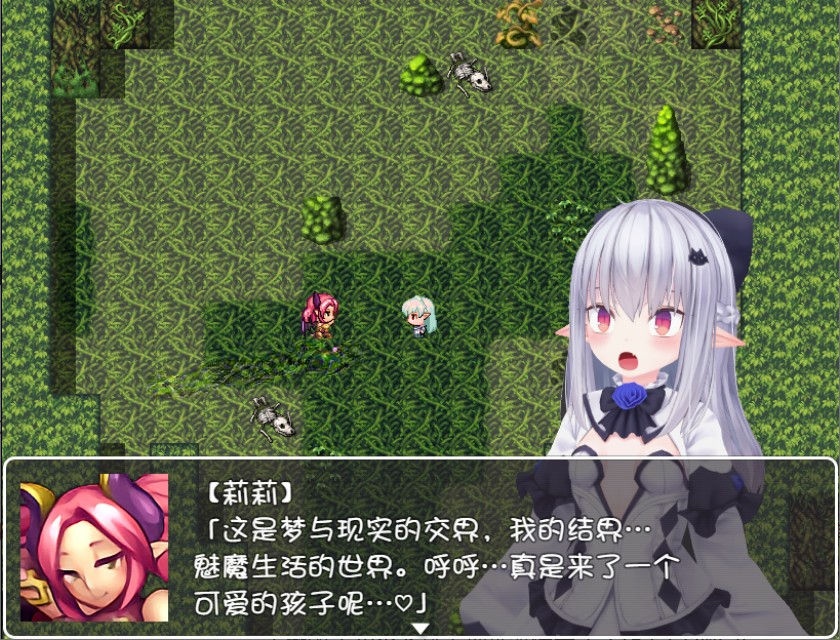 【莉莉】
「这是梦与现实的交界，我的结界…
魅魔生活的世界。呼呼…真是来了一个
可爱的孩子呢…♡」